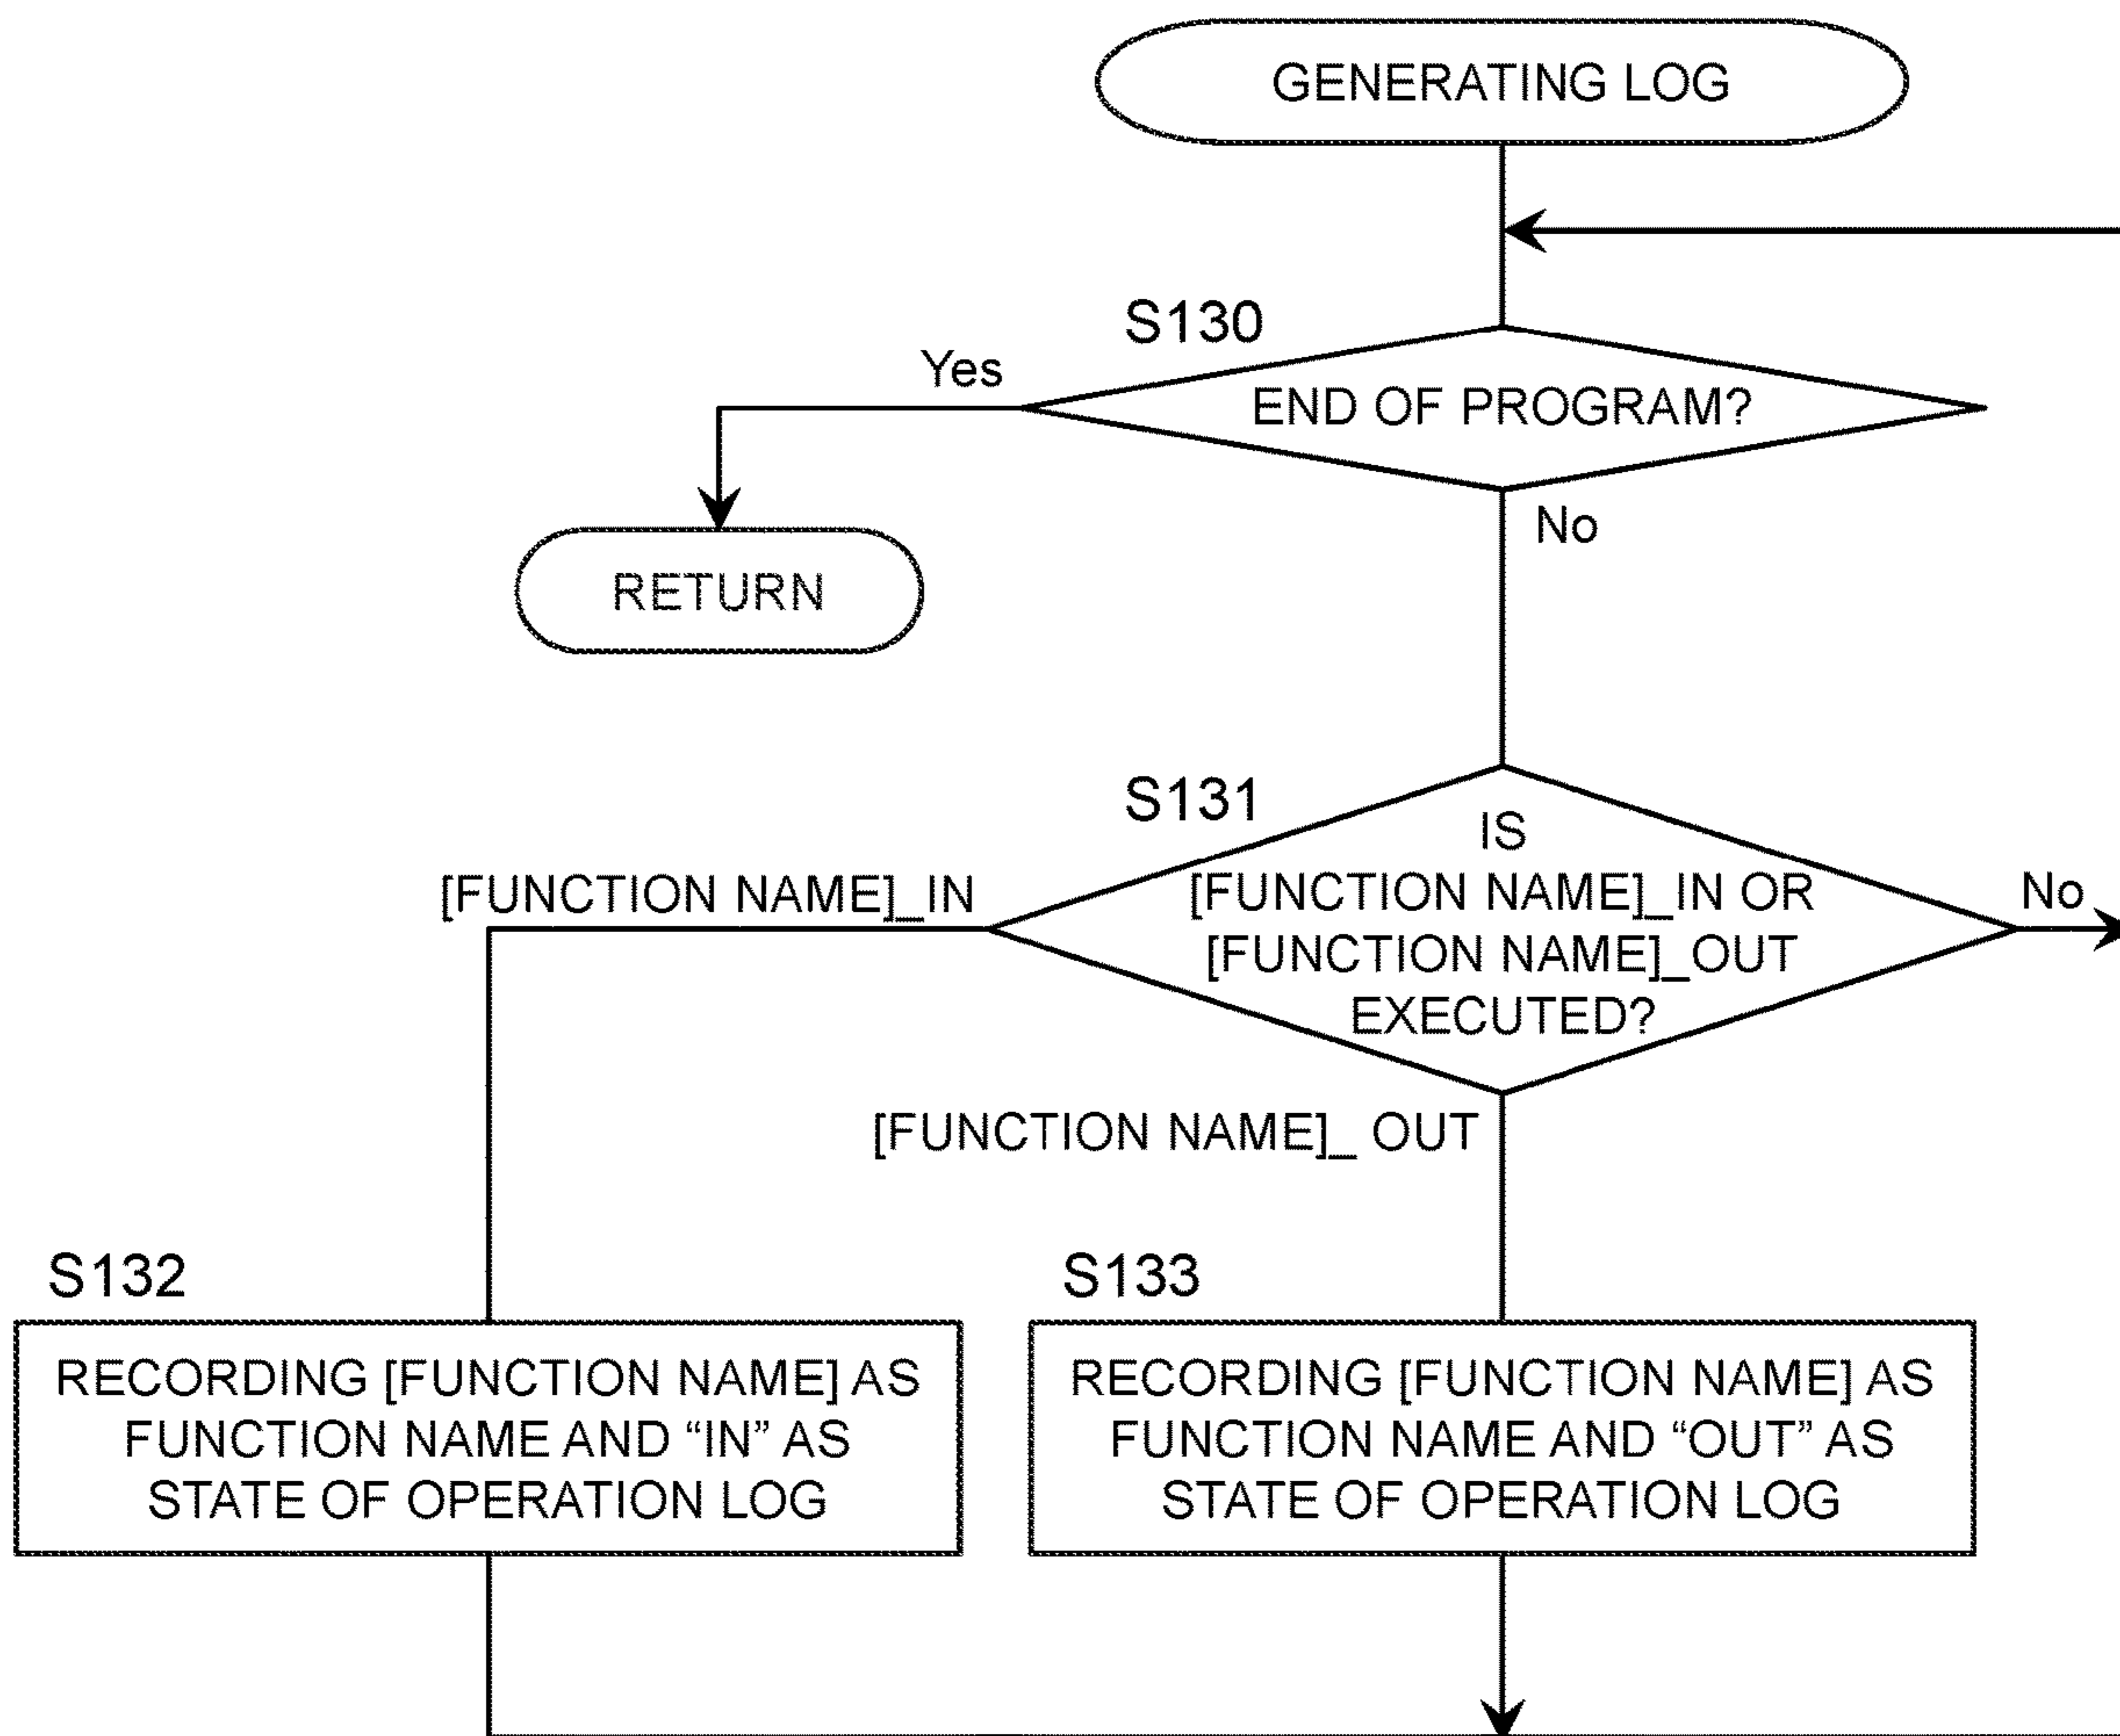 GENERATING LOG
S130
Yes
END OF PROGRAM?
No
RETURN
S131
IS
[FUNCTION NAME]_IN OR
[FUNCTION NAME]_OUT
EXECUTED?
[FUNCTION NAME]_IN
No
[FUNCTION NAME]_ OUT
S132
RECORDING [FUNCTION NAME] AS
FUNCTION NAME AND “IN” AS
STATE OF OPERATION LOG
S133
RECORDING [FUNCTION NAME] AS
FUNCTION NAME AND “OUT” AS
STATE OF OPERATION LOG